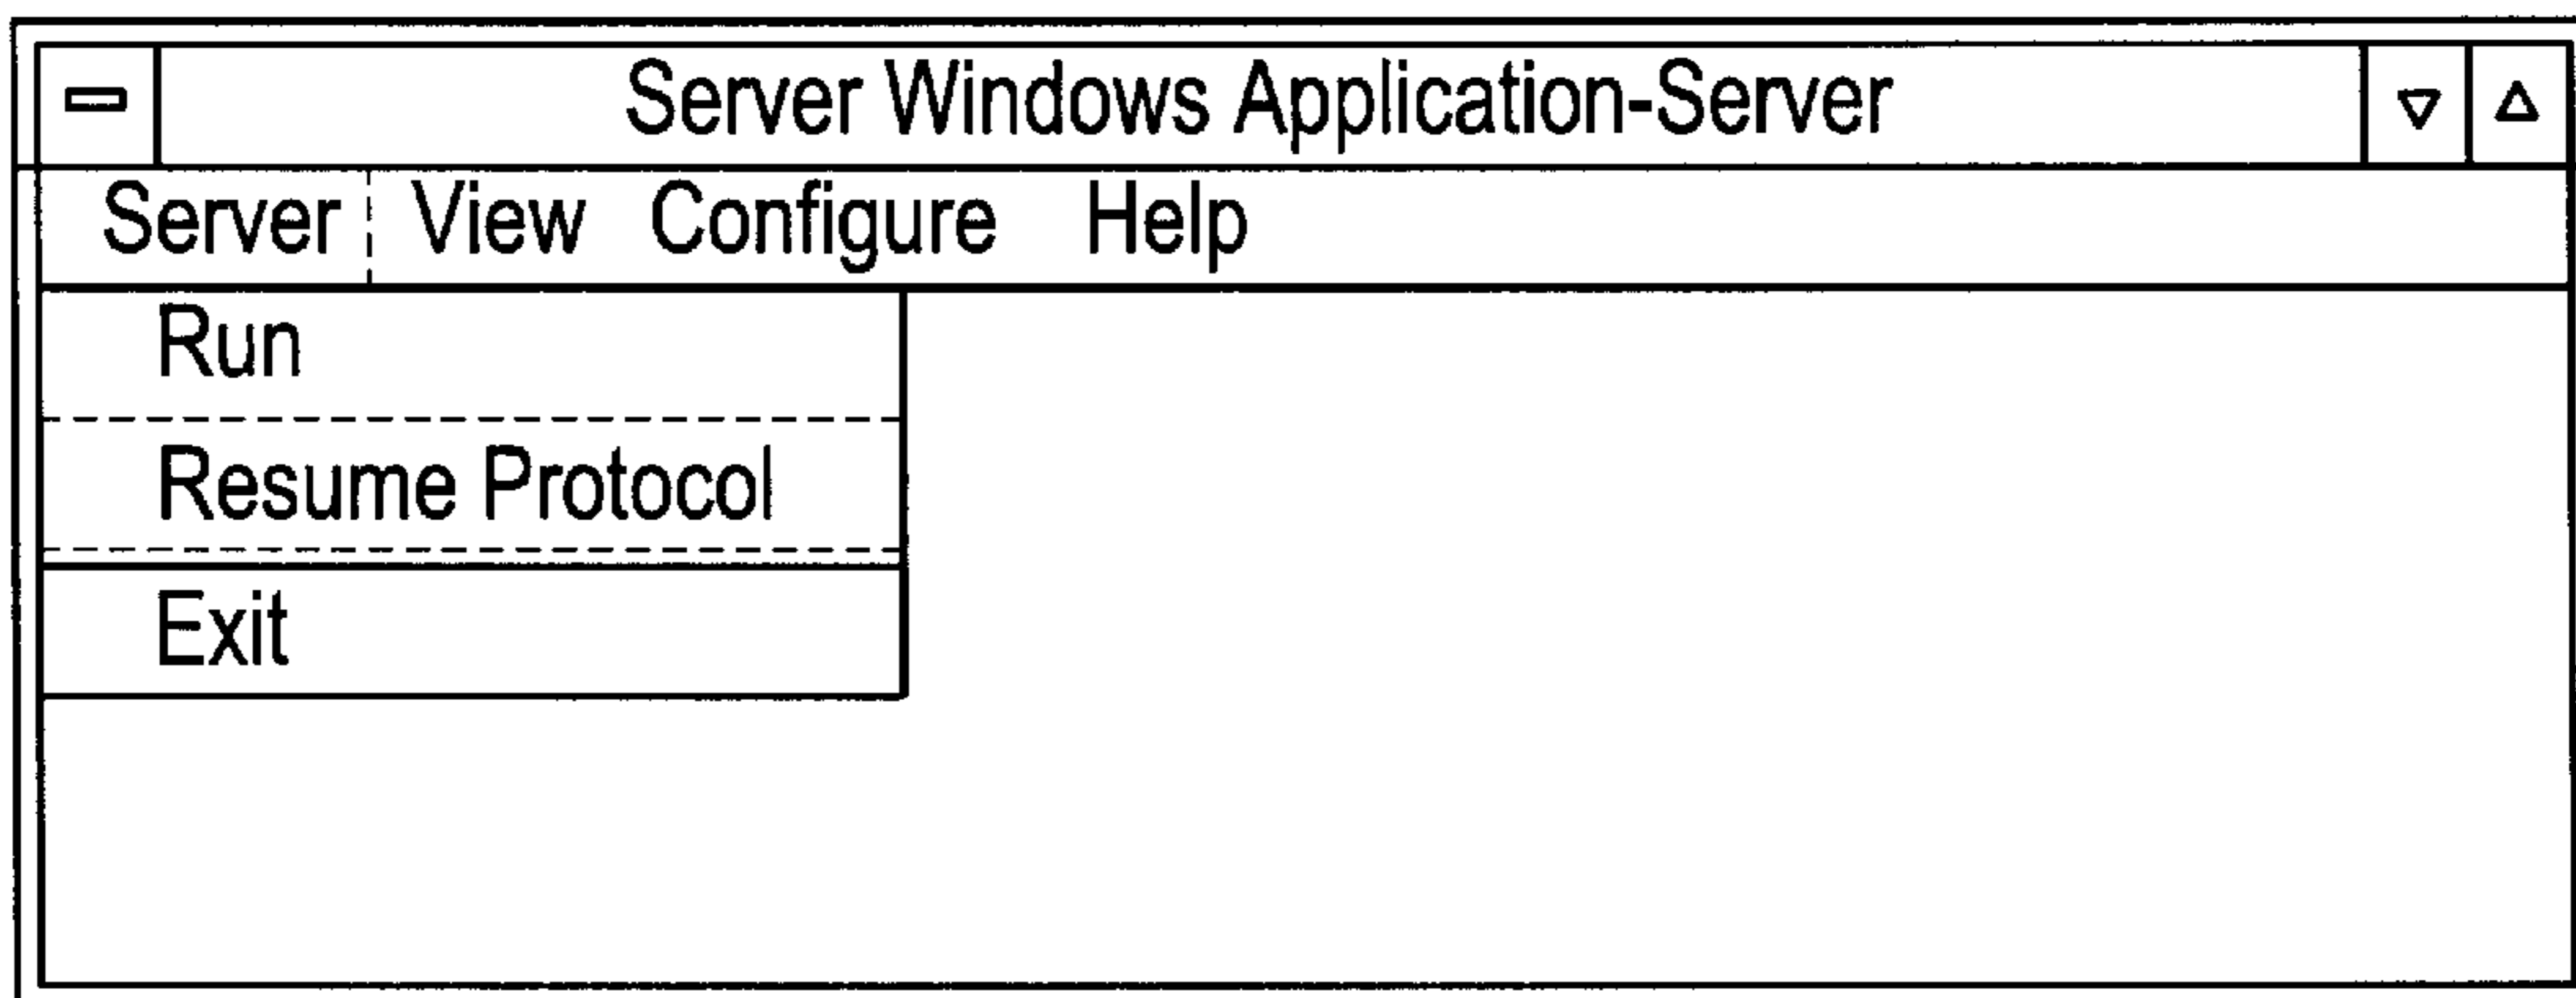 Server Windows Application-Server
Server View Configure Help
Run
Resume Protocol
Exit